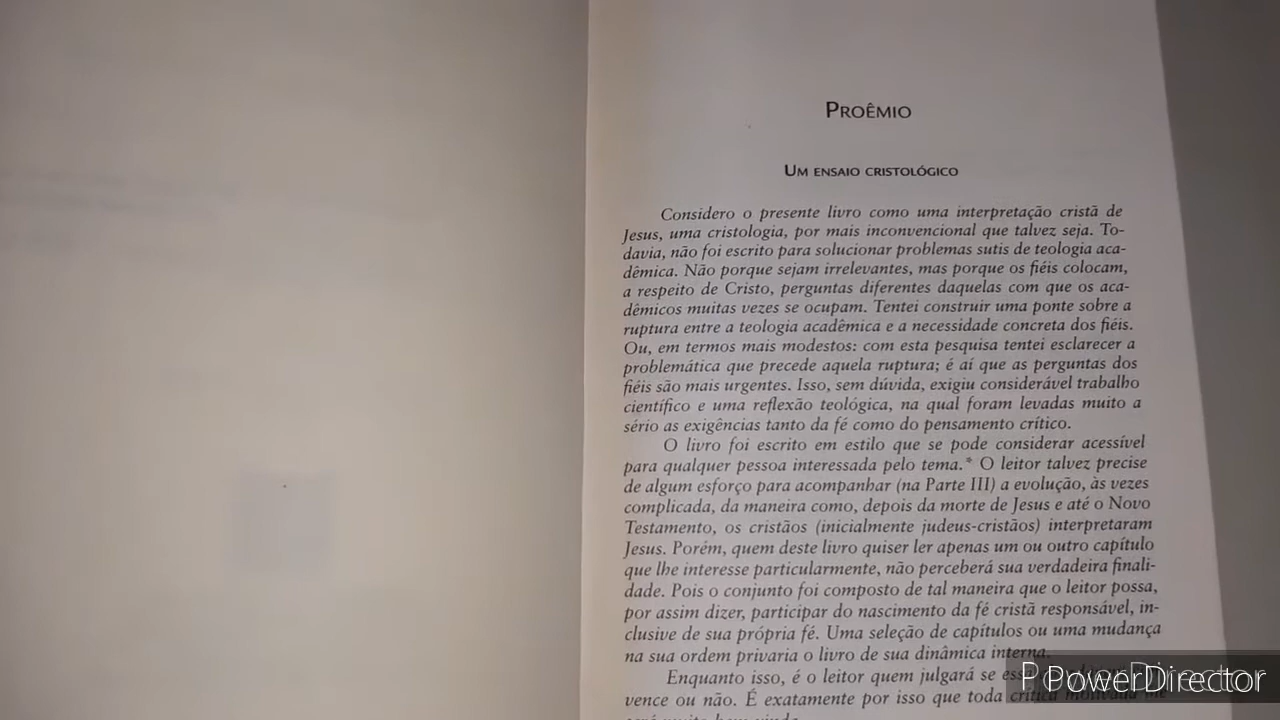 PROÊMIO
UM ENSAIO CRISTOLÓGICO
Considero o presente livro como uma interpretação cristã de
Jesus, uma cristologia, por mais inconvencional que talvez seja. To-
davia, não foi escrito para solucionar problemas sutis de teologia aca-
dêmica. Não porque sejam irrelevantes, mas porque os fiéis colocam,
a respeito de Cristo, perguntas diferentes daquelas com que os aca-
dêmicos muitas vezes se ocupam. Tentei construir uma ponte sobre a
ruptura entre a teologia acadêmica e a necessidade concreta dos fiéis.
Ou, em termos mais modestos: com esta pesquisa tentei esclarecer a
problemática que precede aquela ruptura; é aí que as perguntas dos
fiéis são mais urgentes. Isso, sem dúvida, exigiu considerável trabalho
científico e uma reflexão teológica, na qual foram levadas muito a
sério as exigências tanto da fé como do pensamento crítico.
O livro foi escrito em estilo que se pode considerar acessível
para qualquer pessoa interessada pelo tema.* O leitor talvez precise
de algum esforço para acompanhar (na Parte III) a evolução, às vezes
complicada, da maneira como, depois da morte de Jesus e até o Novo
Testamento, os cristãos (inicialmente judeus-cristãos) interpretaram
Jesus. Porém, quem deste livro quiser ler apenas um ou outro capítulo
que lhe interesse particularmente, não perceberá sua verdadeira finali-
dade. Pois o conjunto foi composto de tal maneira que o leitor possa,
por assim dizer, participar do nascimento da fé cristã responsável, in-
clusive de sua própria fé. Uma seleção de capítulos ou uma mudança
na sua ordem privaria o livro de sua dinâmica interna.
Enquanto isso, é o leitor quem julgará se
vence ou não. É exatamente por isso que toda crítica
PowerDirector